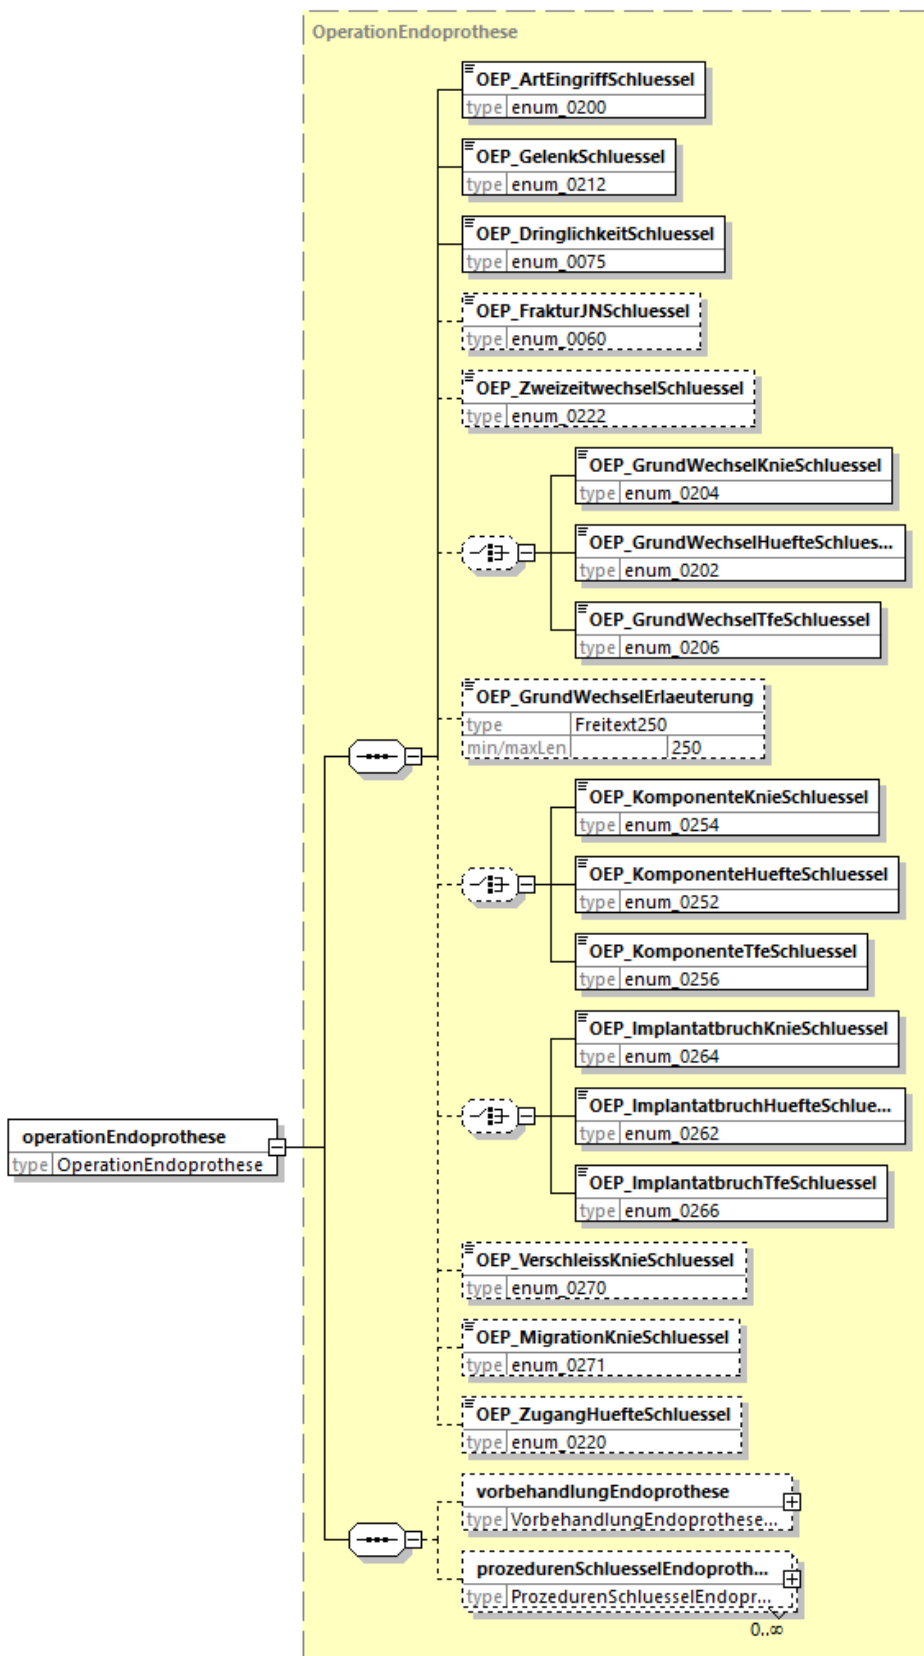 OperationEndoprothese
OEP_ArtEingriffSchluessel
type enum_0200
OEP_GelenkSchluessel
type enum_0212
OEP_DringlichkeitSchluessel
type enum_0075
OEP_FrakturJNSchluessel
type enum_0060
OEP_ZweizeitwechselSchluessel
type enum_0222
OEP_GrundWechselKnieSchluessel
type enum_0204
OEP_GrundWechselHuefteSchlues...
type enum_0202
OEP_GrundWechselTfeSchluessel
type enum_0206
OEP_GrundWechselErlaeuterung
type Freitext250
min/maxLen 250
OEP_KomponenteKnieSchluessel
type enum_0254
OEP_KomponenteHuefteSchluessel
type enum_0252
OEP_KomponenteTfeSchluessel
type enum_0256
OEP_ImplantatbruchKnieSchluessel
type enum_0264
OEP_ImplantatbruchHuefteSchlue...
type enum_0262
OEP_ImplantatbruchTfeSchluessel
type enum_0266
operationEndoprothese
type OperationEndoprothese
OEP_VerschleissKnieSchluessel
type enum_0270
OEP_MigrationKnieSchluessel
type enum_0271
OEP_ZugangHuefteSchluessel
type enum_0220
vorbehandlungEndoprothese
type VorbehandlungEndoprothese...
prozedurenSchluesselEndoproth...
type ProzedurenSchluesselEndopr...
0..∞